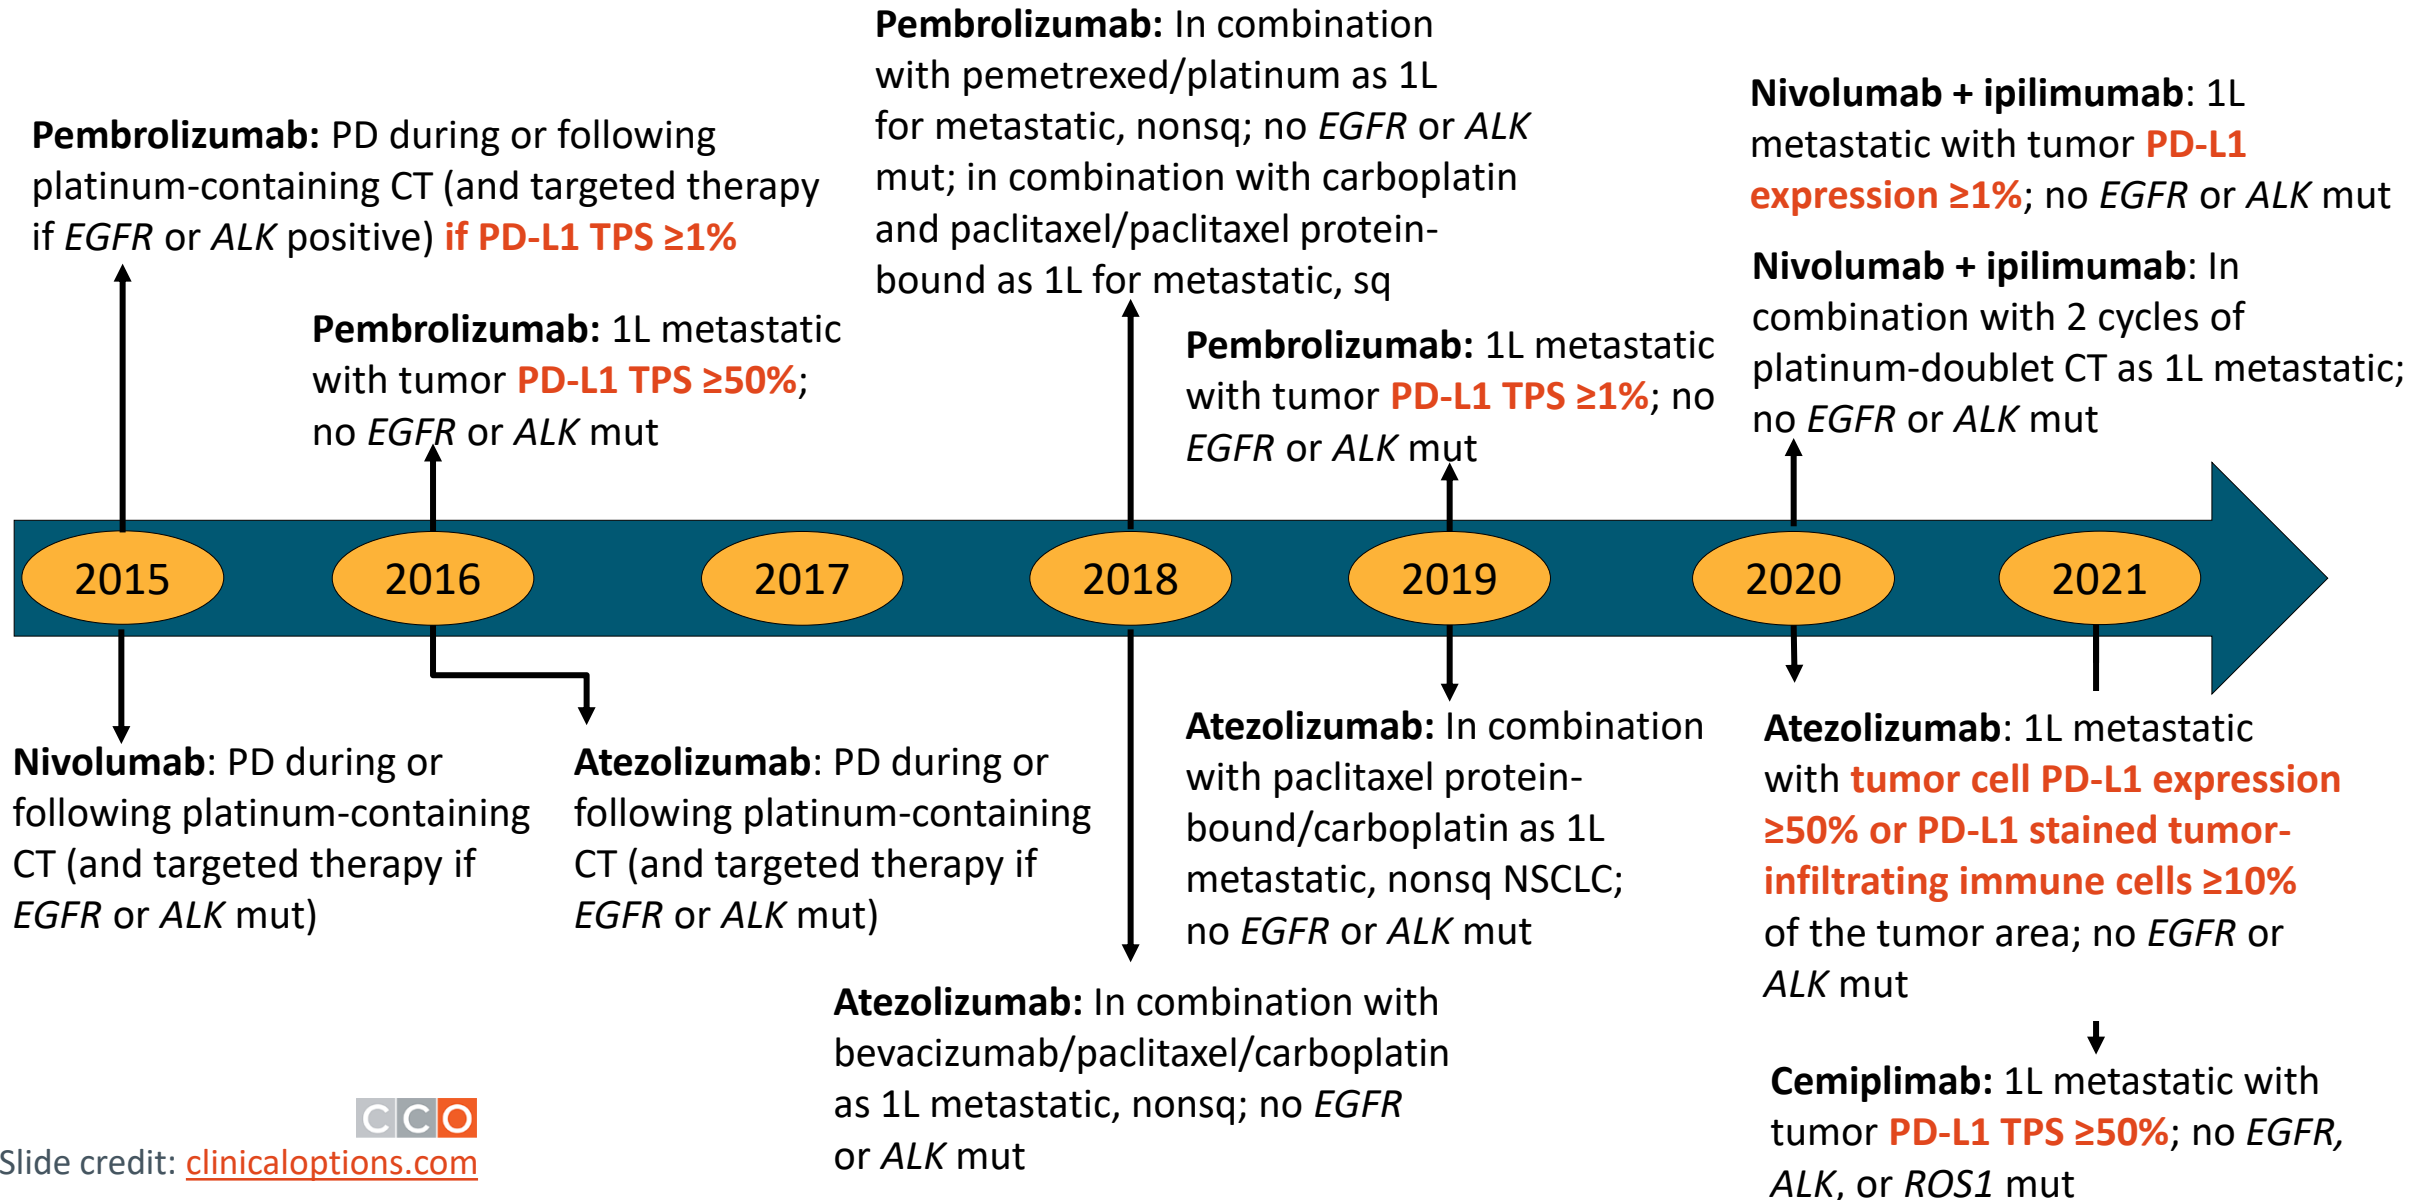 Pembrolizumab: PD during or following
platinum-containing CT (and targeted therapy
if EGFR or ALK positive) if PD-L1 TPS ≥1%
Pembrolizumab: 1L metastatic
with tumor PD-L1 TPS ≥50%;
no EGFR or ALK mut
Pembrolizumab: In combination
with pemetrexed/platinum as 1L
for metastatic, nonsq; no EGFR or ALK
mut; in combination with carboplatin
and paclitaxel/paclitaxel protein-
bound as 1L for metastatic, sq
Pembrolizumab: 1L metastatic
with tumor PD-L1 TPS ≥1%; no
EGFR or ALK mut
Nivolumab + ipilimumab: 1L
metastatic with tumor PD-L1
expression ≥1%; no EGFR or ALK mut
Nivolumab + ipilimumab: In
combination with 2 cycles of
platinum-doublet CT as 1L metastatic;
no EGFR or ALK mut
2015
2016
2017
2018
2019
2020
2021
Nivolumab: PD during or
following platinum-containing
CT (and targeted therapy if
EGFR or ALK mut)
Atezolizumab: PD during or
following platinum-containing
CT (and targeted therapy if
EGFR or ALK mut)
Atezolizumab: In combination with
bevacizumab/paclitaxel/carboplatin
as 1L metastatic, nonsq; no EGFR
or ALK mut
Atezolizumab: In combination
with paclitaxel protein-
bound/carboplatin as 1L
metastatic, nonsq NSCLC;
no EGFR or ALK mut
Atezolizumab: 1L metastatic
with tumor cell PD-L1 expression
≥50% or PD-L1 stained tumor-
infiltrating immune cells ≥10%
of the tumor area; no EGFR or
ALK mut
Cemiplimab: 1L metastatic with
tumor PD-L1 TPS ≥50%; no EGFR,
ALK, or ROS1 mut
CCO
Slide credit: clinicaloptions.com